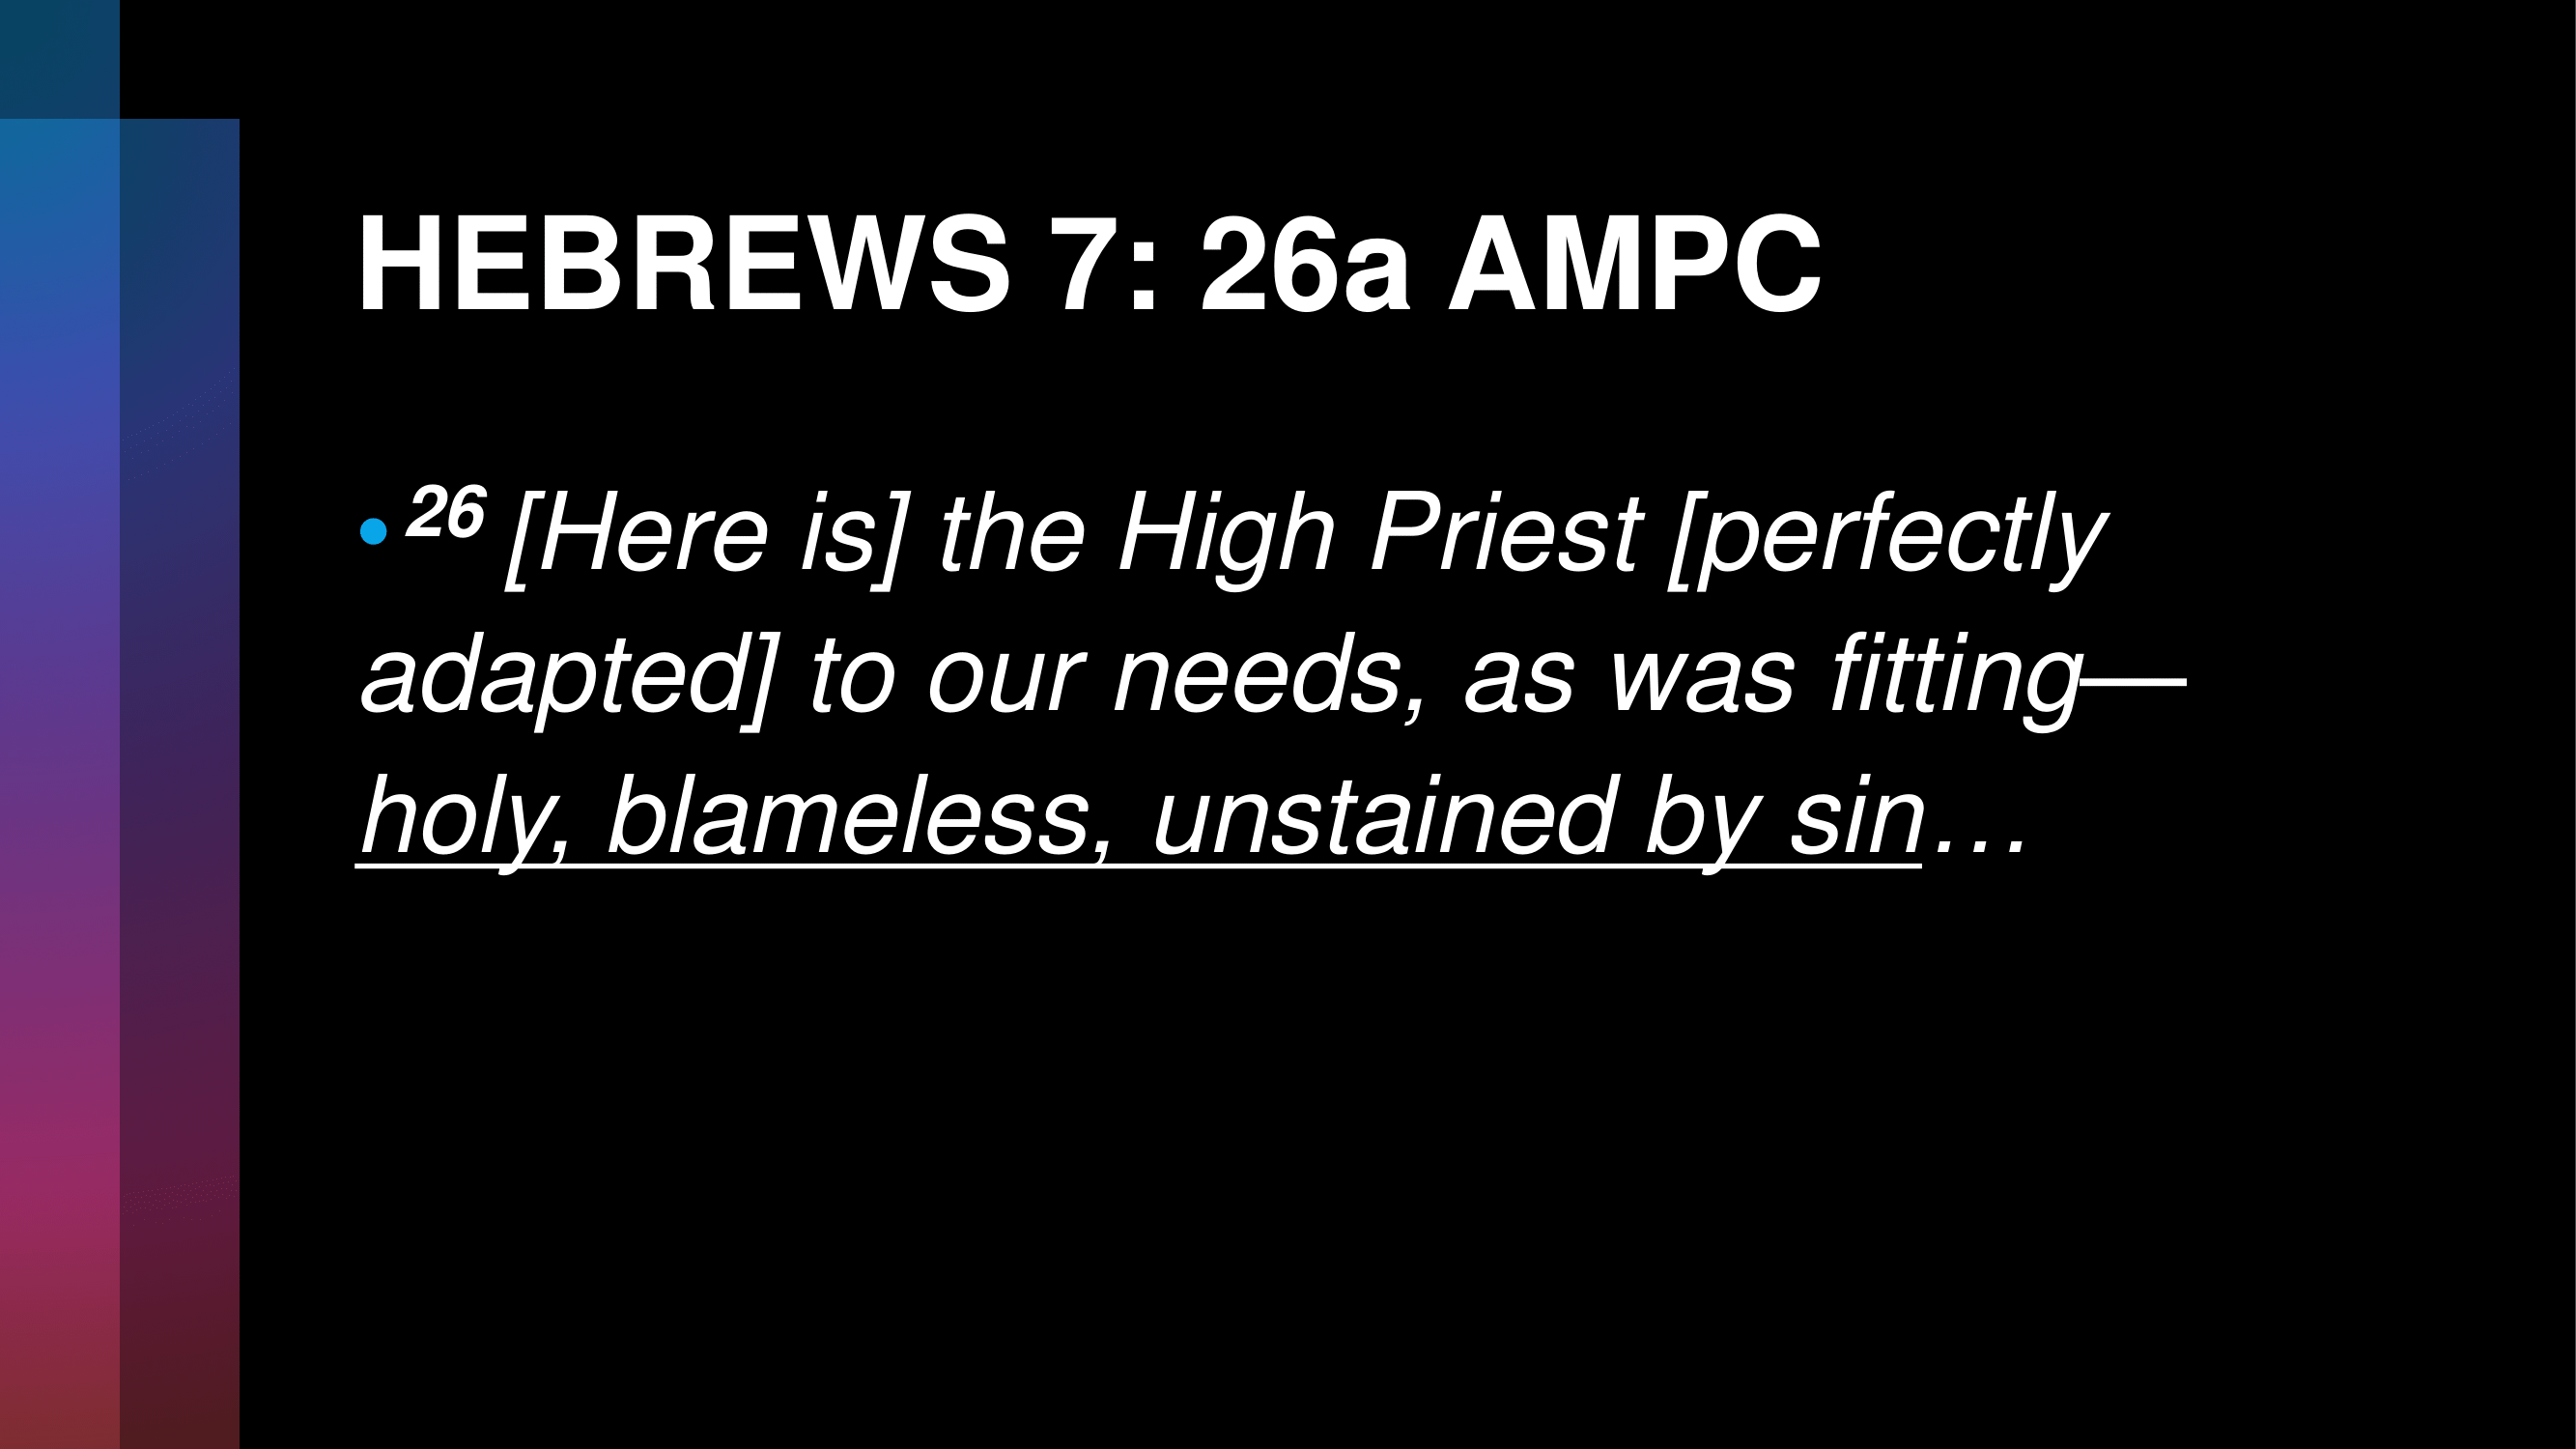 HEBREWS 7: 26a AMPC
• 26 [Here is] the High Priest [perfectly
adapted] to our needs, as was fitting—
holy, blameless, unstained by sin…